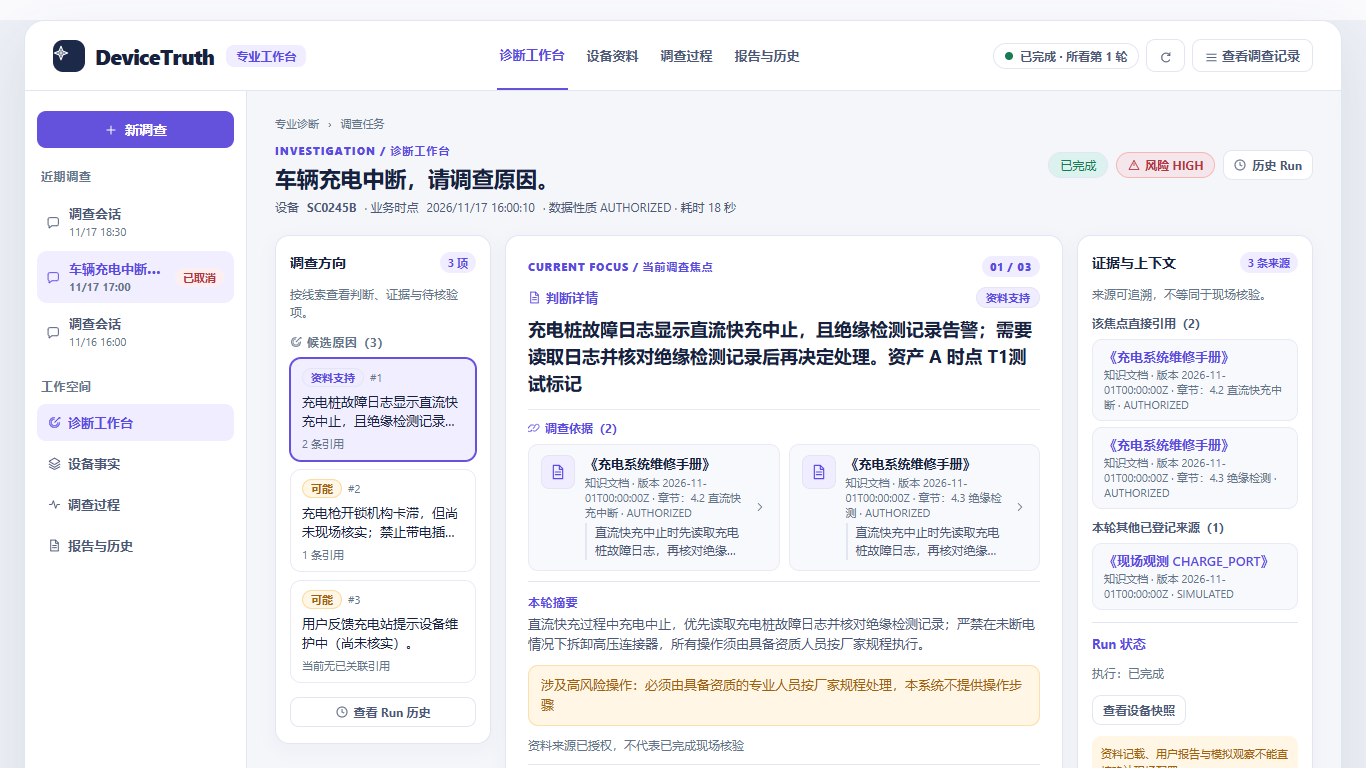 DeviceTruth 专业工作台
诊断工作台 设备资料 调查过程 报告与历史
已完成 · 所看第 1 轮
查看调查记录
+ 新调查
近期调查
调查会话
11/17 18:30
车辆充电中断...
11/17 17:00
已取消
调查会话
11/16 16:00
工作空间
诊断工作台
设备事实
调查过程
报告与历史
专业诊断 › 调查任务
INVESTIGATION / 诊断工作台
车辆充电中断，请调查原因。
设备 SC0245B · 业务时点 2026/11/17 16:00:10 · 数据性质 AUTHORIZED · 耗时 18 秒
已完成
风险 HIGH
历史 Run
调查方向
3 项
按线索查看判断、证据与待核验
项。
候选原因（3）
资料支持 #1
充电桩故障日志显示直流快
充中止，且绝缘检测记录...
2 条引用
可能 #2
充电枪开锁机构卡滞，但尚
未现场核实；禁止带电插...
1 条引用
可能 #3
用户反馈充电站提示设备维
护中（尚未核实）。
当前无已关联引用
查看 Run 历史
CURRENT FOCUS / 当前调查焦点
01 / 03
判断详情
资料支持
充电桩故障日志显示直流快充中止，且绝缘检测记录告警；需要
读取日志并核对绝缘检测记录后再决定处理。资产 A 时点 T1测
试标记
调查依据（2）
《充电系统维修手册》
知识文档 · 版本 2026-11-
01T00:00:00Z · 章节：4.2 直流快
充中断 · AUTHORIZED
直流快充中止时先读取充电
桩故障日志，再核对绝缘...
《充电系统维修手册》
知识文档 · 版本 2026-11-
01T00:00:00Z · 章节：4.3 绝缘检
测 · AUTHORIZED
直流快充中止时先读取充电
桩故障日志，再核对绝缘...
本轮摘要
直流快充过程中充电中止，优先读取充电桩故障日志并核对绝缘检测记录；严禁在未断电
情况下拆卸高压连接器，所有操作须由具备资质人员按厂家规程执行。
涉及高风险操作：必须由具备资质的专业人员按厂家规程处理，本系统不提供操作步
骤
资料来源已授权，不代表已完成现场核验
证据与上下文
3 条来源
来源可追溯，不等同于现场核验。
该焦点直接引用（2）
《充电系统维修手册》
知识文档 · 版本 2026-11-
01T00:00:00Z · 章节：4.2 直流快充中
断 · AUTHORIZED
《充电系统维修手册》
知识文档 · 版本 2026-11-
01T00:00:00Z · 章节：4.3 绝缘检测 ·
AUTHORIZED
本轮其他已登记来源（1）
《现场观测 CHARGE_PORT》
知识文档 · 版本 2026-11-
01T00:00:00Z · SIMULATED
Run 状态
执行：已完成
查看设备快照
资料记载、用户报告与模拟观察不能直